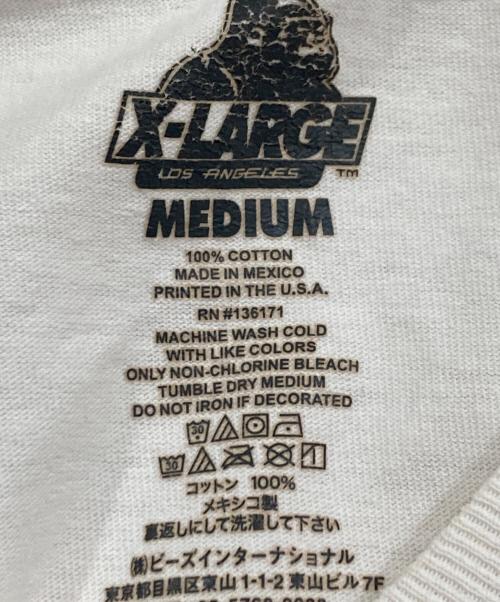 X-LARGE
LOS ANGELES TM
MEDIUM
100% COTTON
MADE IN MEXICO
PRINTED IN THE U.S.A.
RN #136171
MACHINE WASH COLD
WITH LIKE COLORS
ONLY NON-CHLORINE BLEACH
TUMBLE DRY MEDIUM
DO NOT IRON IF DECORATED
30
30
コットン 100%
メキシコ製
裏返しにして洗濯して下さい
(株)ビーズインターナショナル
東京都目黒区東山1-1-2 東山ビル7F